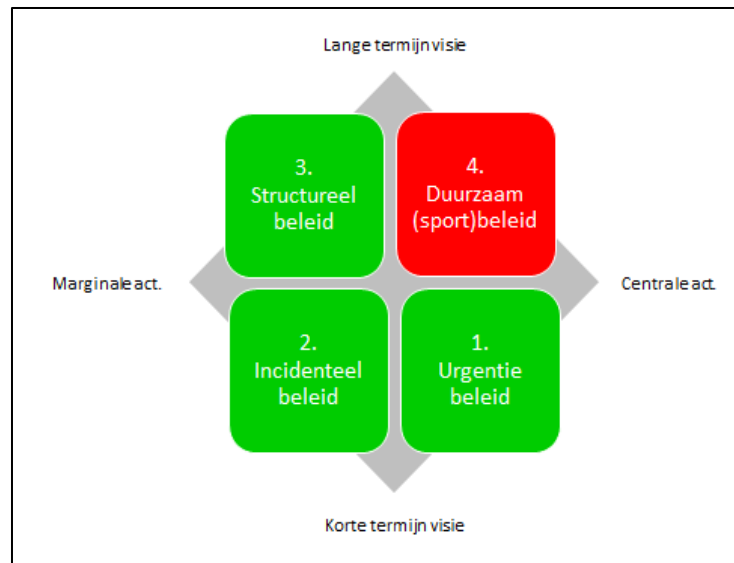 Lange termijn visie
3.
Structureel
beleid
4.
Duurzaam
(sport)beleid
Marginale act.
Centrale act.
2.
Incidenteel
beleid
1.
Urgentie
beleid
Korte termijn visie